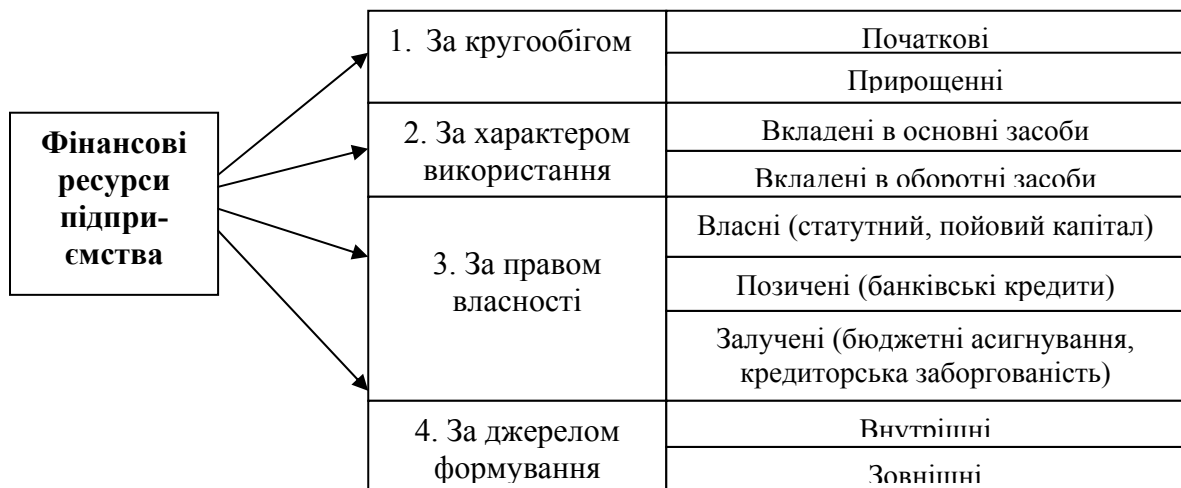 Фінансові
ресурси
підпри-
ємства
1. За кругообігом
Початкові
Прирощенні
2. За характером
використання
Вкладені в основні засоби
Вкладені в оборотні засоби
3. За правом
власності
Власні (статутний, пойовий капітал)
Позичені (банківські кредити)
Залучені (бюджетні асигнування,
кредиторська заборгованість)
4. За джерелом
формування
Внутрішні
Зовнішні